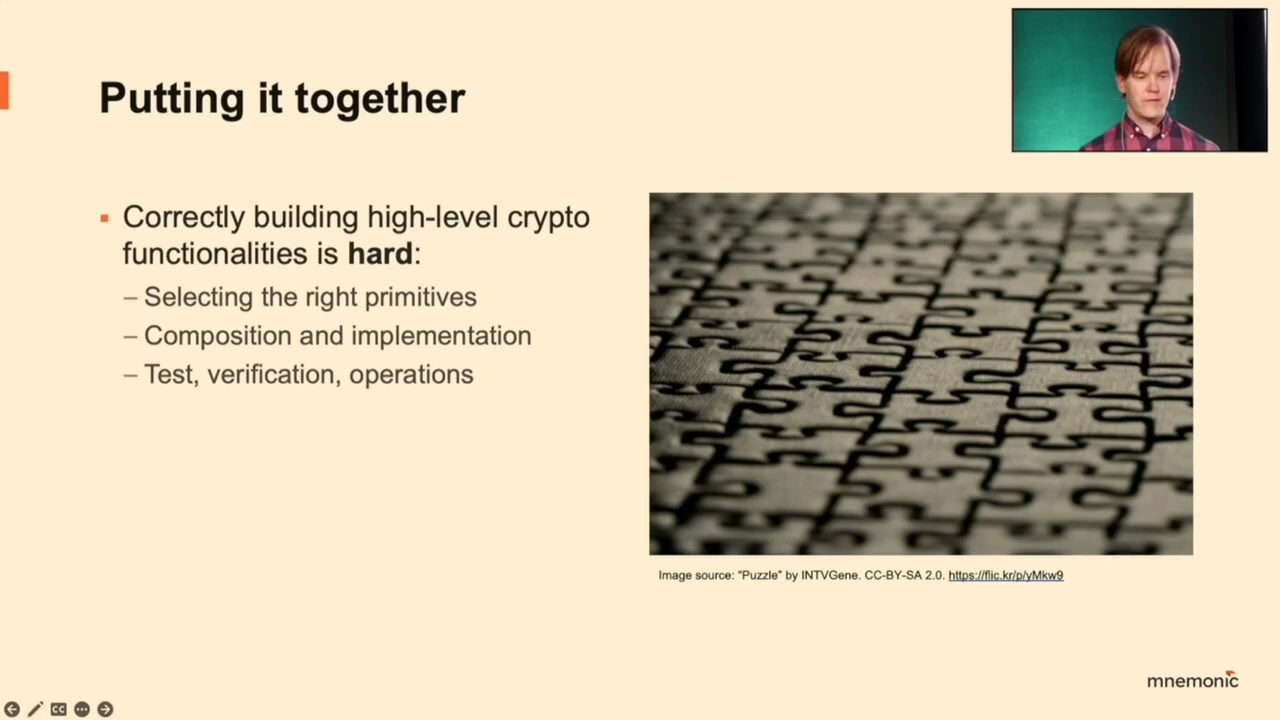 Putting it together
Correctly building high-level crypto
functionalities is hard:
– Selecting the right primitives
– Composition and implementation
– Test, verification, operations
Image source: "Puzzle" by INTVGene. CC-BY-SA 2.0. https://flic.kr/p/yMkw9
mnemonic
CC